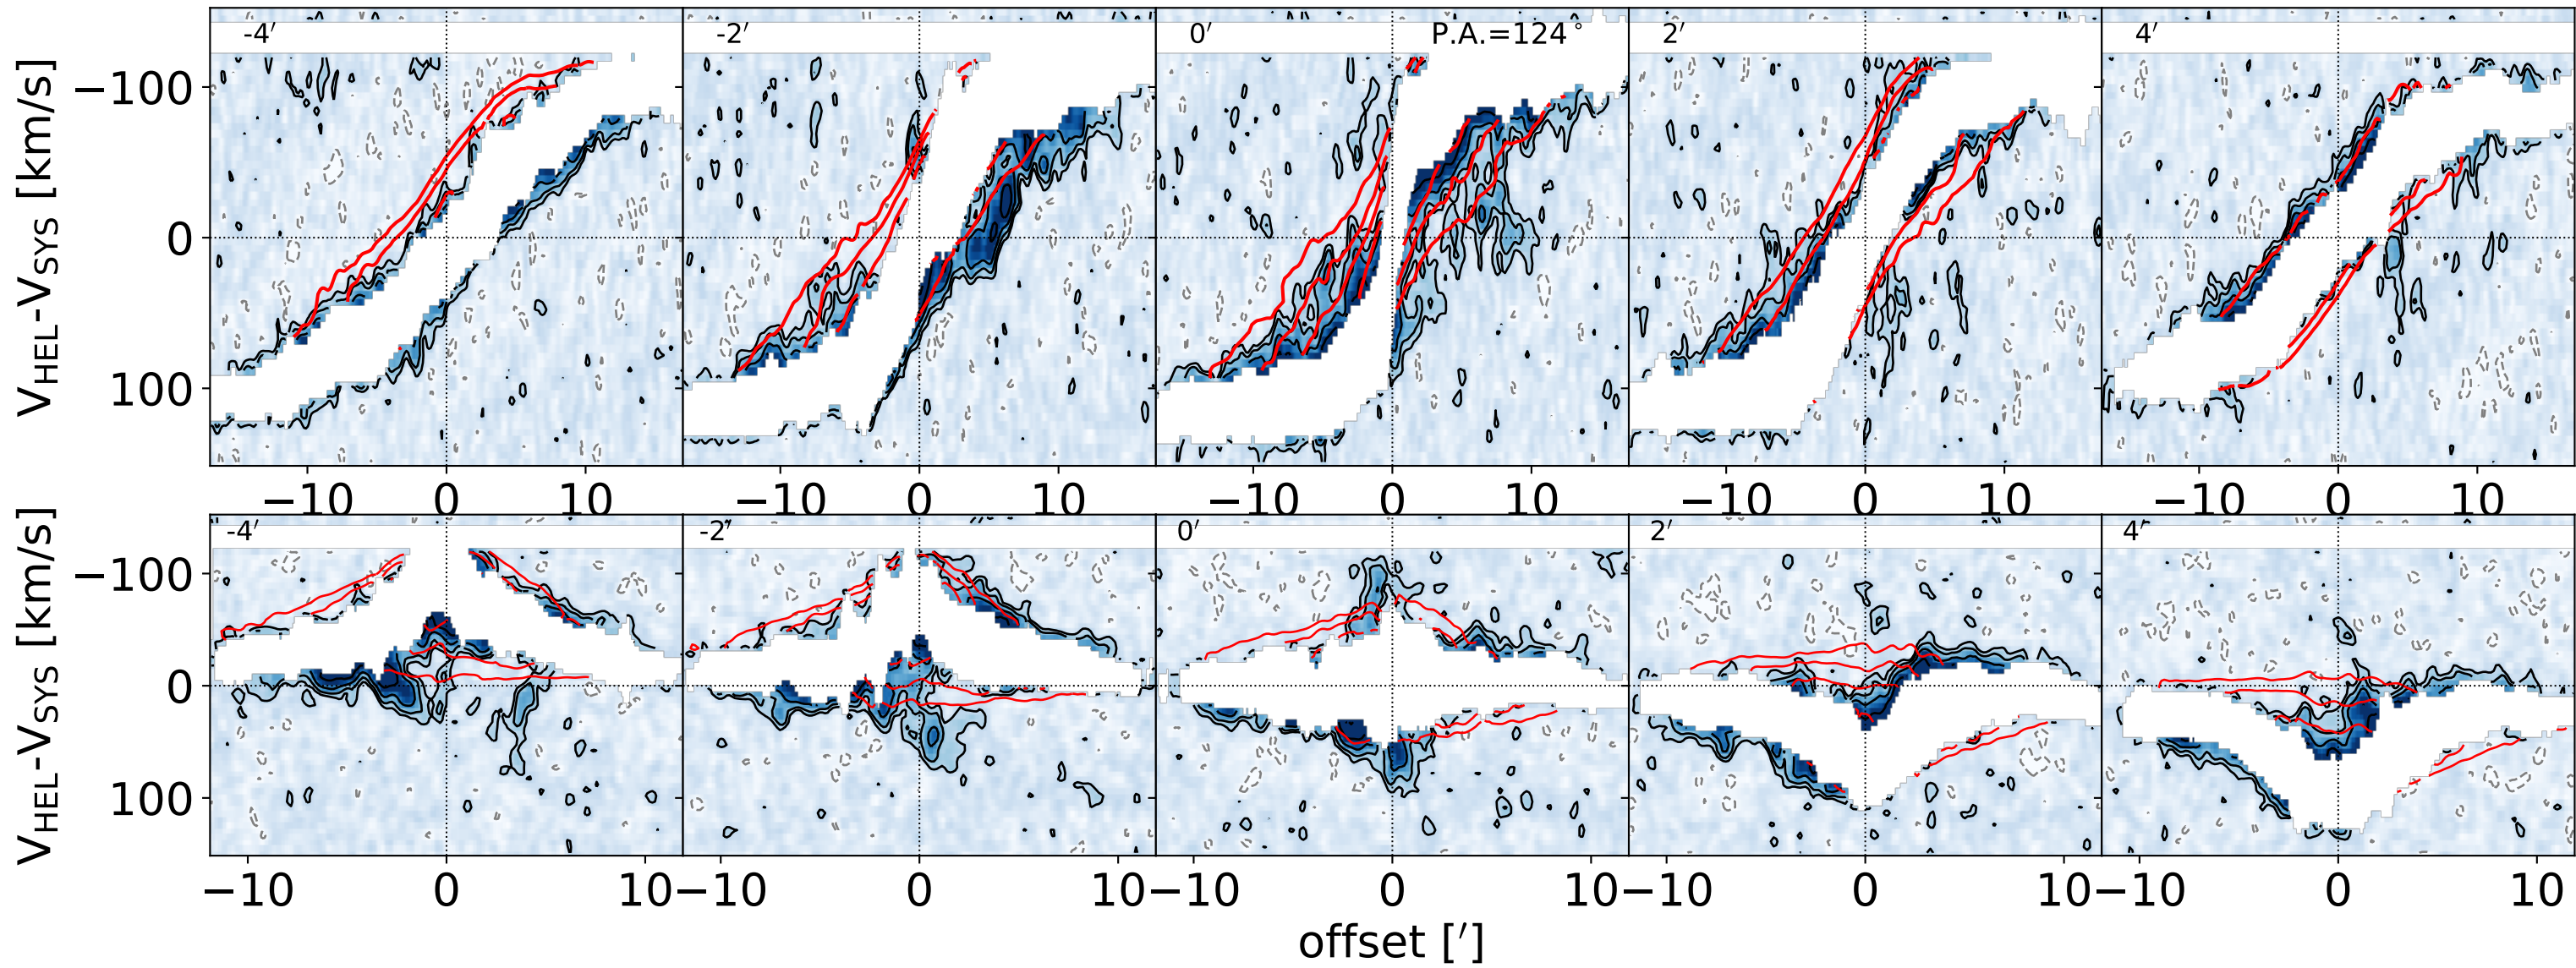 -4′ -2′ 0′ P.A.=124° 2′ 4′
V_HEL-V_SYS [km/s]
−100
0
100
−10 0 10 −10 0 10 −10 0 10 −10 0 10 −10 0 10
-4′ -2′ 0′ 2′ 4′
V_HEL-V_SYS [km/s]
−100
0
100
−10 0 10 −10 0 10 −10 0 10 −10 0 10 −10 0 10
offset [′]